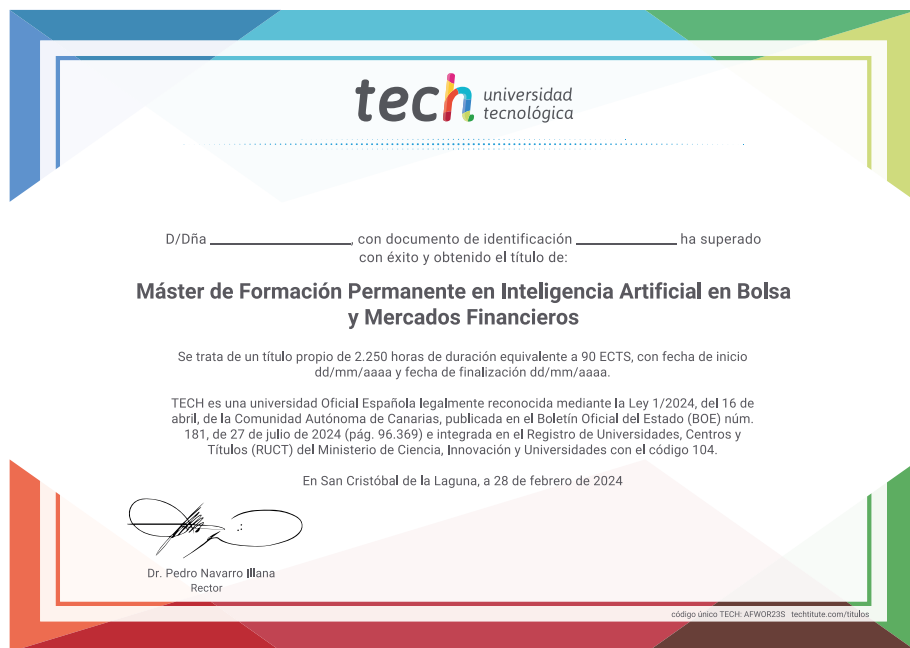 tech universidad
tecnológica
D/Dña ______________, con documento de identificación ____________ ha superado
con éxito y obtenido el título de:
Máster de Formación Permanente en Inteligencia Artificial en Bolsa
y Mercados Financieros
Se trata de un título propio de 2.250 horas de duración equivalente a 90 ECTS, con fecha de inicio
dd/mm/aaaa y fecha de finalización dd/mm/aaaa.
TECH es una universidad Oficial Española legalmente reconocida mediante la Ley 1/2024, del 16 de
abril, de la Comunidad Autónoma de Canarias, publicada en el Boletín Oficial del Estado (BOE) núm.
181, de 27 de julio de 2024 (pág. 96.369) e integrada en el Registro de Universidades, Centros y
Títulos (RUCT) del Ministerio de Ciencia, Innovación y Universidades con el código 104.
En San Cristóbal de la Laguna, a 28 de febrero de 2024
Dr. Pedro Navarro Illana
Rector
código único TECH: AFWOR23S techtitute.com/titulos